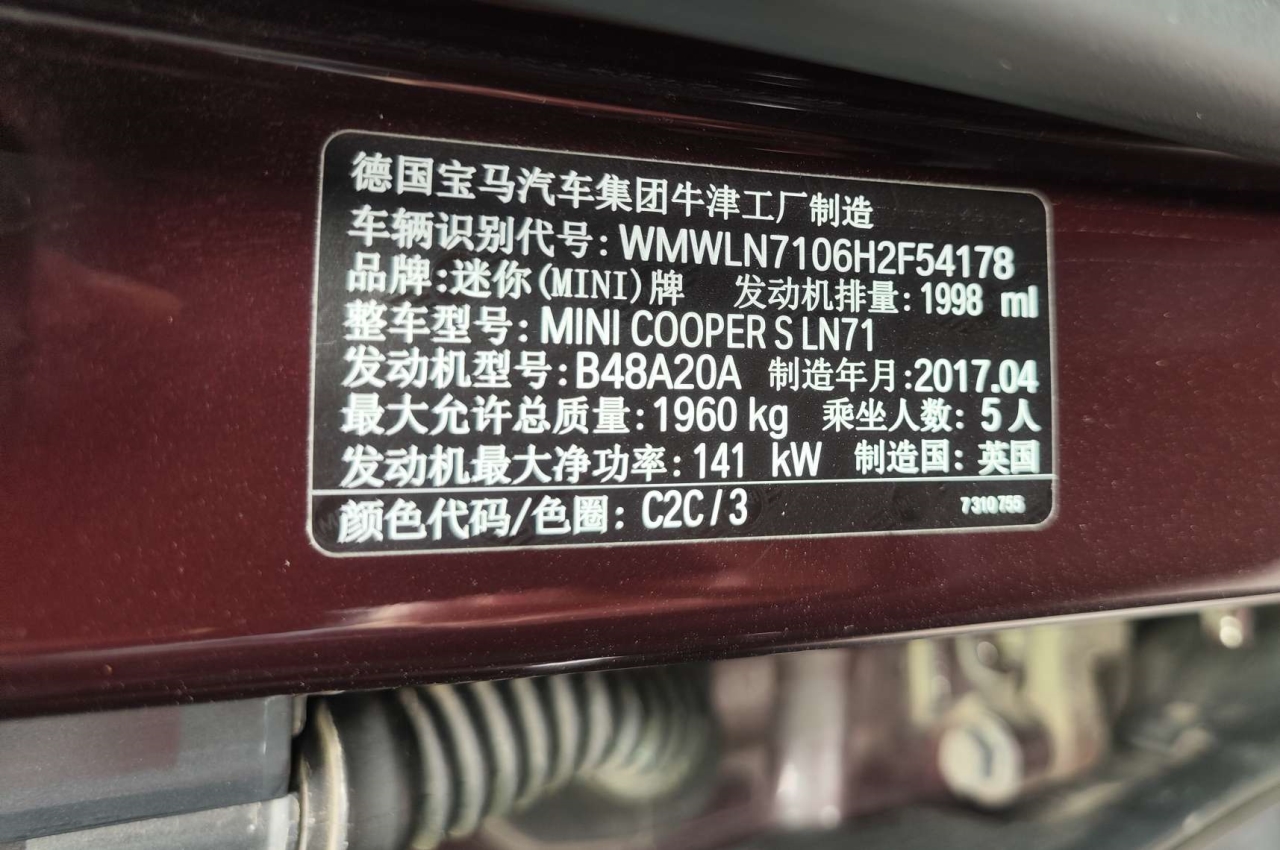 德国宝马汽车集团牛津工厂制造
车辆识别代号: WMWLN7106H2F54178
品牌:迷你(MINI)牌 发动机排量: 1998 ml
整车型号: MINI COOPER S LN71
发动机型号: B48A20A 制造年月:2017.04
最大允许总质量: 1960 kg 乘坐人数: 5人
发动机最大净功率: 141 kW 制造国: 英国
颜色代码/色圈: C2C/3 7310755